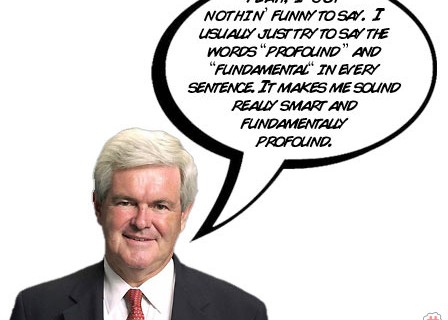 NOTHIN' FUNNY TO SAY. I
USUALLY JUST TRY TO SAY THE
WORDS "PROFOUND" AND
"FUNDAMENTAL" IN EVERY
SENTENCE. IT MAKES ME SOUND
REALLY SMART AND
FUNDAMENTALLY
PROFOUND.